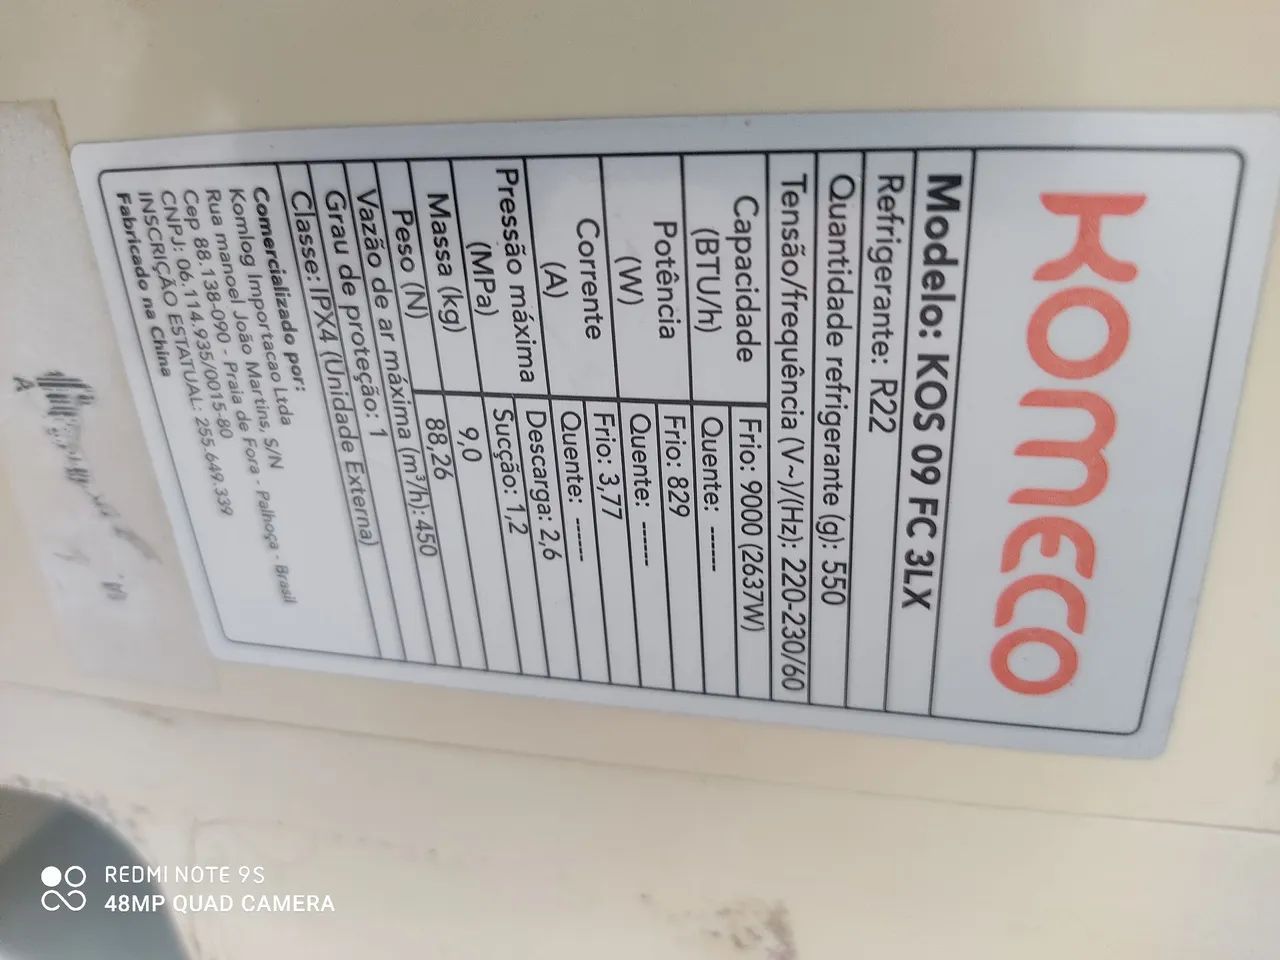 KOMECO
Modelo: KOS 09 FC 3LX
Refrigerante: R22
Quantidade refrigerante (g): 550
Tensão/frequência (V~)/(Hz): 220-230/60
Capacidade (BTU/h) Frio: 9000 (2637W)
Quente: -------
Potência (W) Frio: 829
Quente: -------
Corrente (A) Frio: 3,77
Quente: -------
Pressão máxima (MPa) Descarga: 2,6
Sucção: 1,2
Massa (kg) 9,0
Peso (N) 88,26
Vazão de ar máxima (m³/h): 450
Grau de proteção: 1
Classe: IPX4 (Unidade Externa)
Comercializado por:
Komlog Importacao Ltda
Rua manoel João Martins, S/N
Cep 88.138-090 - Praia de Fora - Palhoça - Brasil
CNPJ: 06.114.935/0015-80
INSCRIÇÃO ESTATUAL: 255.649.339
Fabricado na China
A
REDMI NOTE 9S
48MP QUAD CAMERA